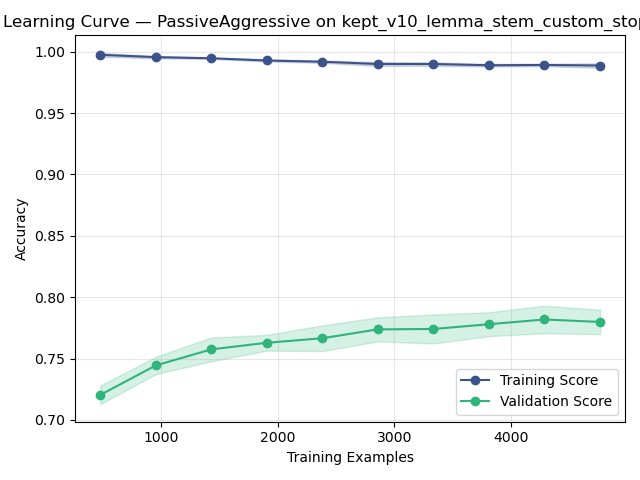 Learning Curve — PassiveAggressive on kept_v10_lemma_stem_custom_stop
1.00
0.95
0.90
0.85
0.80
0.75
0.70
Accuracy
Training Score
Validation Score
1000 2000 3000 4000
Training Examples